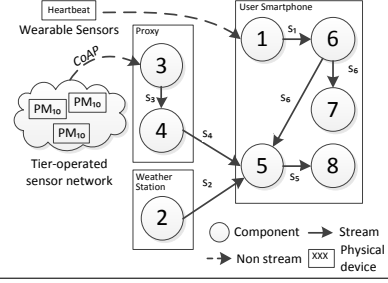 Heartbeat
Wearable Sensors
User Smartphone
Proxy
CoAP
1
S1
6
3
S3
S6
S6
7
PM10
PM10
PM10
4
S4
Tier-operated
sensor network
5
S5
8
Weather
Station
S2
2
Component
Stream
Non stream
xxx
Physical
device